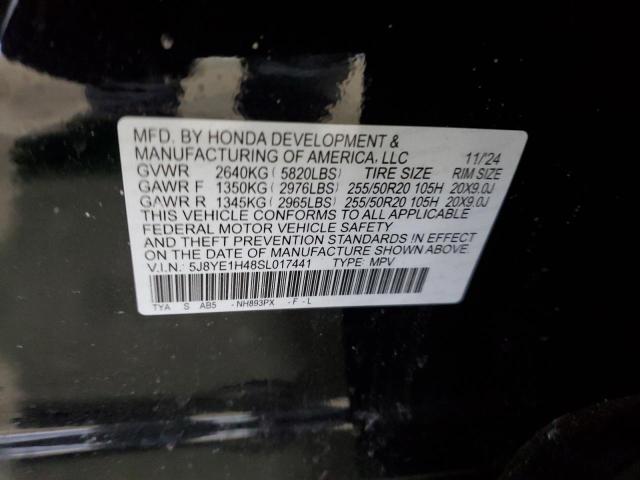 MFD. BY HONDA DEVELOPMENT &
MANUFACTURING OF AMERICA, LLC 11/24
GVWR 2640KG ( 5820LBS) TIRE SIZE RIM SIZE
GAWR F 1350KG ( 2976LBS) 255/50R20 105H 20X9.0J
GAWR R 1345KG ( 2965LBS) 255/50R20 105H 20X9.0J
THIS VEHICLE CONFORMS TO ALL APPLICABLE
FEDERAL MOTOR VEHICLE SAFETY
AND THEFT PREVENTION STANDARDS IN EFFECT
ON THE DATE OF MANUFACTURE SHOWN ABOVE.
V.I.N.: 5J8YE1H48SL017441 TYPE: MPV
TYA S AB5 - NH893PX - F - L